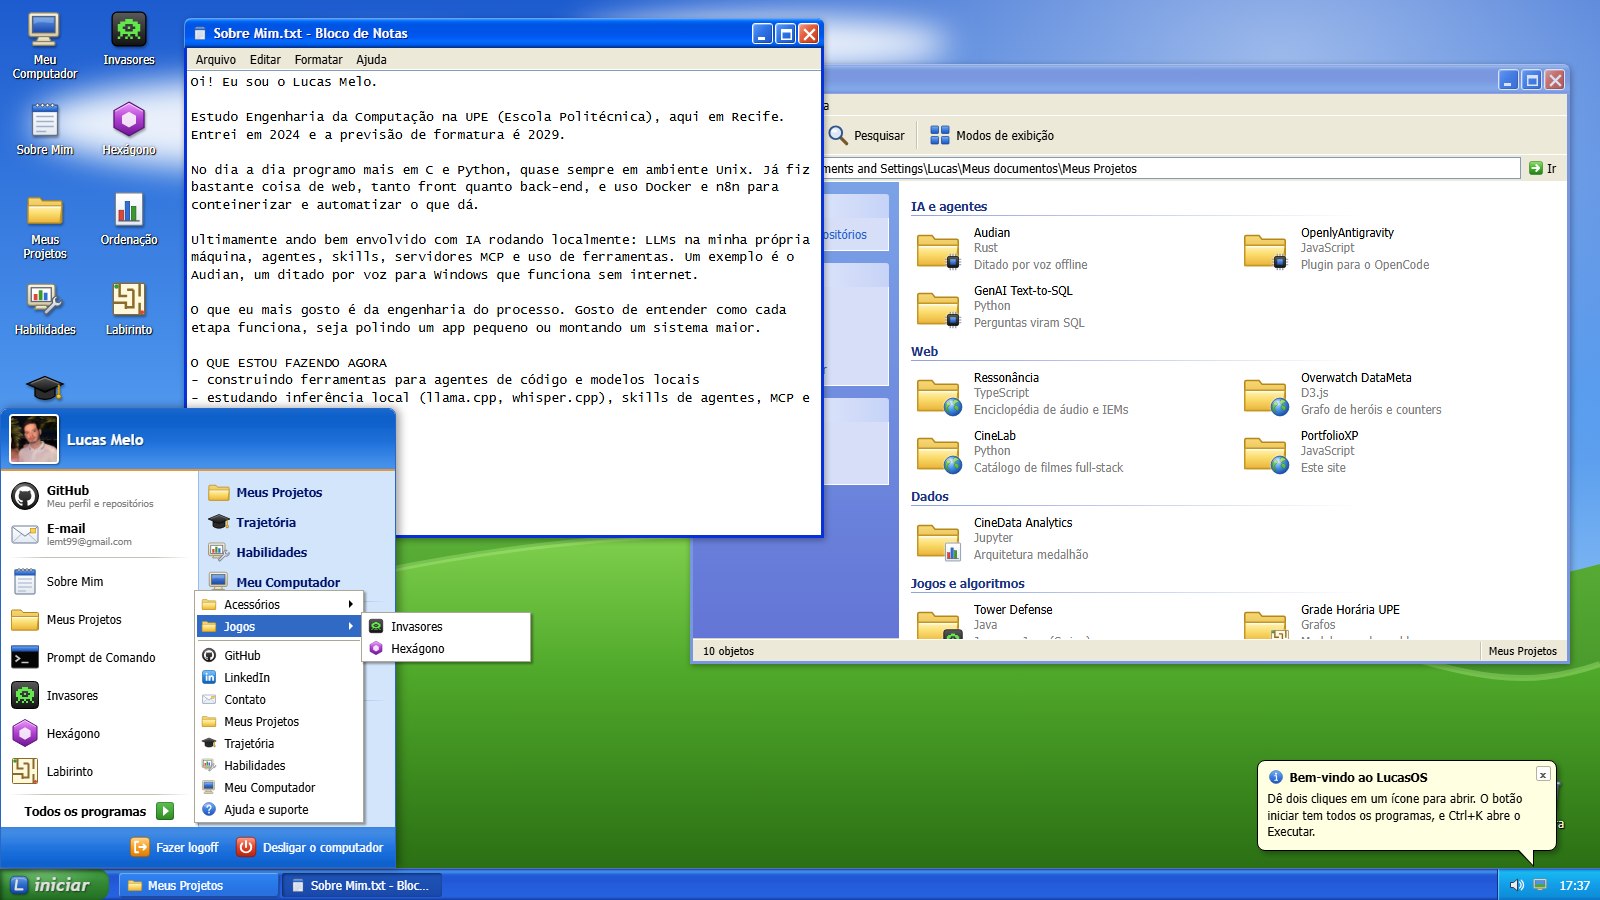 Meu
Computador
Invasores
Sobre Mim
Hexágono
Meus
Projetos
Ordenação
Habilidades
Labirinto
Sobre Mim.txt - Bloco de Notas
Arquivo Editar Formatar Ajuda
Oi! Eu sou o Lucas Melo.
Estudo Engenharia da Computação na UPE (Escola Politécnica), aqui em Recife.
Entrei em 2024 e a previsão de formatura é 2029.
No dia a dia programo mais em C e Python, quase sempre em ambiente Unix. Já fiz
bastante coisa de web, tanto front quanto back-end, e uso Docker e n8n para
conteinerizar e automatizar o que dá.
Ultimamente ando bem envolvido com IA rodando localmente: LLMs na minha própria
máquina, agentes, skills, servidores MCP e uso de ferramentas. Um exemplo é o
Audian, um ditado por voz para Windows que funciona sem internet.
O que eu mais gosto é da engenharia do processo. Gosto de entender como cada
etapa funciona, seja polindo um app pequeno ou montando um sistema maior.
O QUE ESTOU FAZENDO AGORA
- construindo ferramentas para agentes de código e modelos locais
- estudando inferência local (llama.cpp, whisper.cpp), skills de agentes, MCP e
Pesquisar
Modos de exibição
ments and Settings\Lucas\Meus documentos\Meus Projetos
Ir
ositórios
IA e agentes
Audian
Rust
Ditado por voz offline
OpenlyAntigravity
JavaScript
Plugin para o OpenCode
GenAI Text-to-SQL
Python
Perguntas viram SQL
Web
Ressonância
TypeScript
Enciclopédia de áudio e IEMs
Overwatch DataMeta
D3.js
Grafo de heróis e counters
CineLab
Python
Catálogo de filmes full-stack
PortfolioXP
JavaScript
Este site
Dados
CineData Analytics
Jupyter
Arquitetura medalhão
Jogos e algoritmos
Tower Defense
Java
Grade Horária UPE
Grafos
10 objetos
Meus Projetos
Lucas Melo
GitHub
Meu perfil e repositórios
E-mail
lemt99@gmail.com
Sobre Mim
Meus Projetos
Prompt de Comando
Invasores
Hexágono
Labirinto
Todos os programas
Meus Projetos
Trajetória
Habilidades
Meu Computador
Acessórios
Jogos
GitHub
LinkedIn
Contato
Meus Projetos
Trajetória
Habilidades
Meu Computador
Ajuda e suporte
Invasores
Hexágono
Fazer logoff
Desligar o computador
Bem-vindo ao LucasOS
Dê dois cliques em um ícone para abrir. O botão
iniciar tem todos os programas, e Ctrl+K abre o
Executar.
L iniciar
Meus Projetos
Sobre Mim.txt - Bloc...
17:37